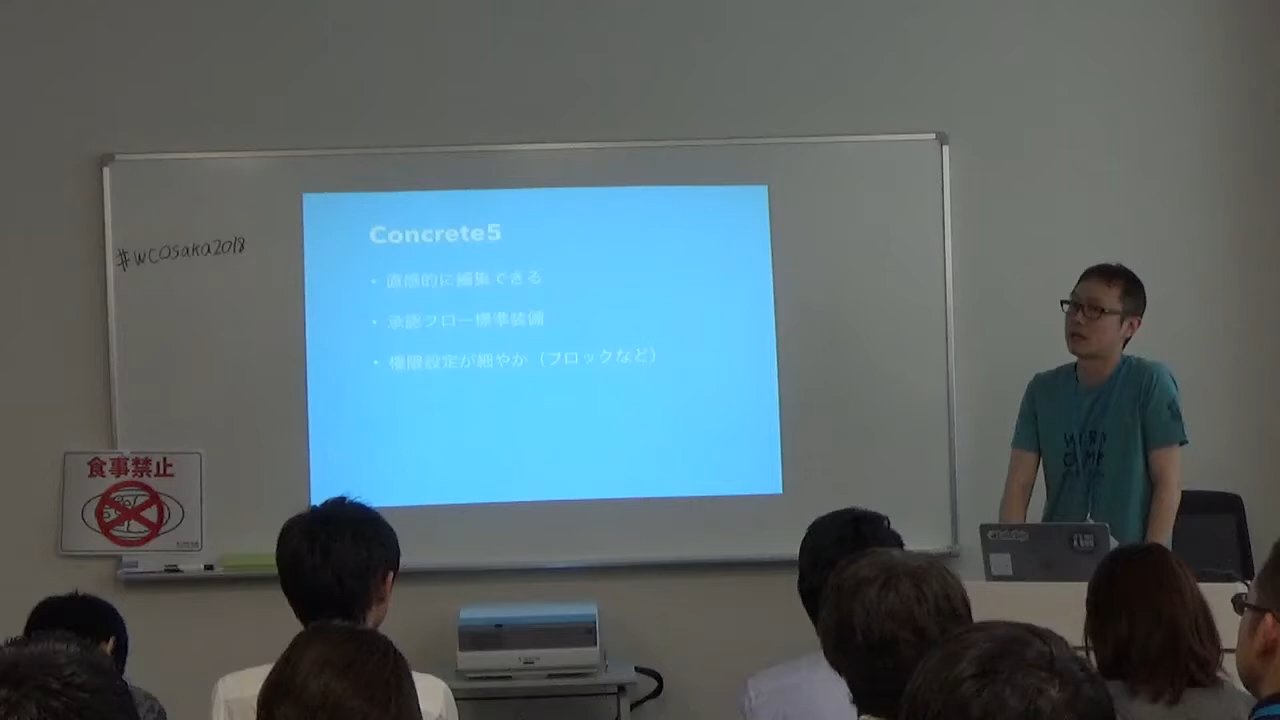 #WCOsaka2018
Concrete5
・直感的に編集できる
・承認フロー標準装備
・権限設定が細やか（ブロックなど）
食事禁止
WORD
CAMP